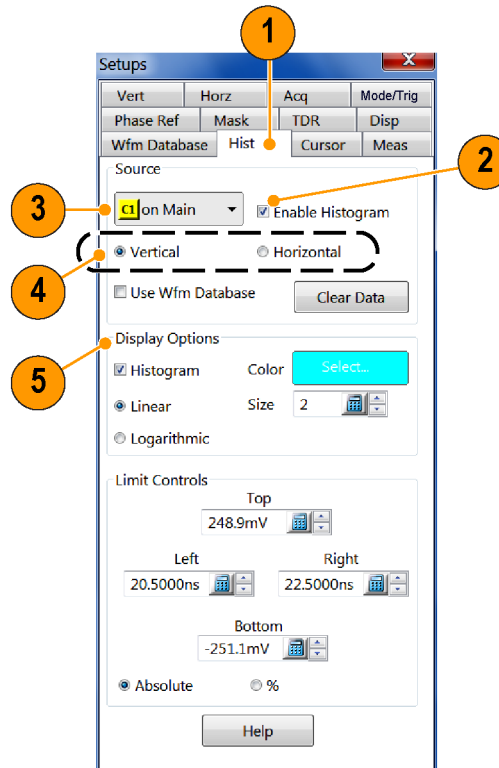 1
Setups
X
Vert Horz Acq Mode/Trig
Phase Ref Mask TDR Disp
Wfm Database Hist Cursor Meas
2
Source
3
C1 on Main
Enable Histogram
Vertical Horizontal
4
Use Wfm Database Clear Data
Display Options
5
Histogram Color Select...
Linear Size 2
Logarithmic
Limit Controls
Top
248.9mV
Left Right
20.5000ns 22.5000ns
Bottom
-251.1mV
Absolute %
Help